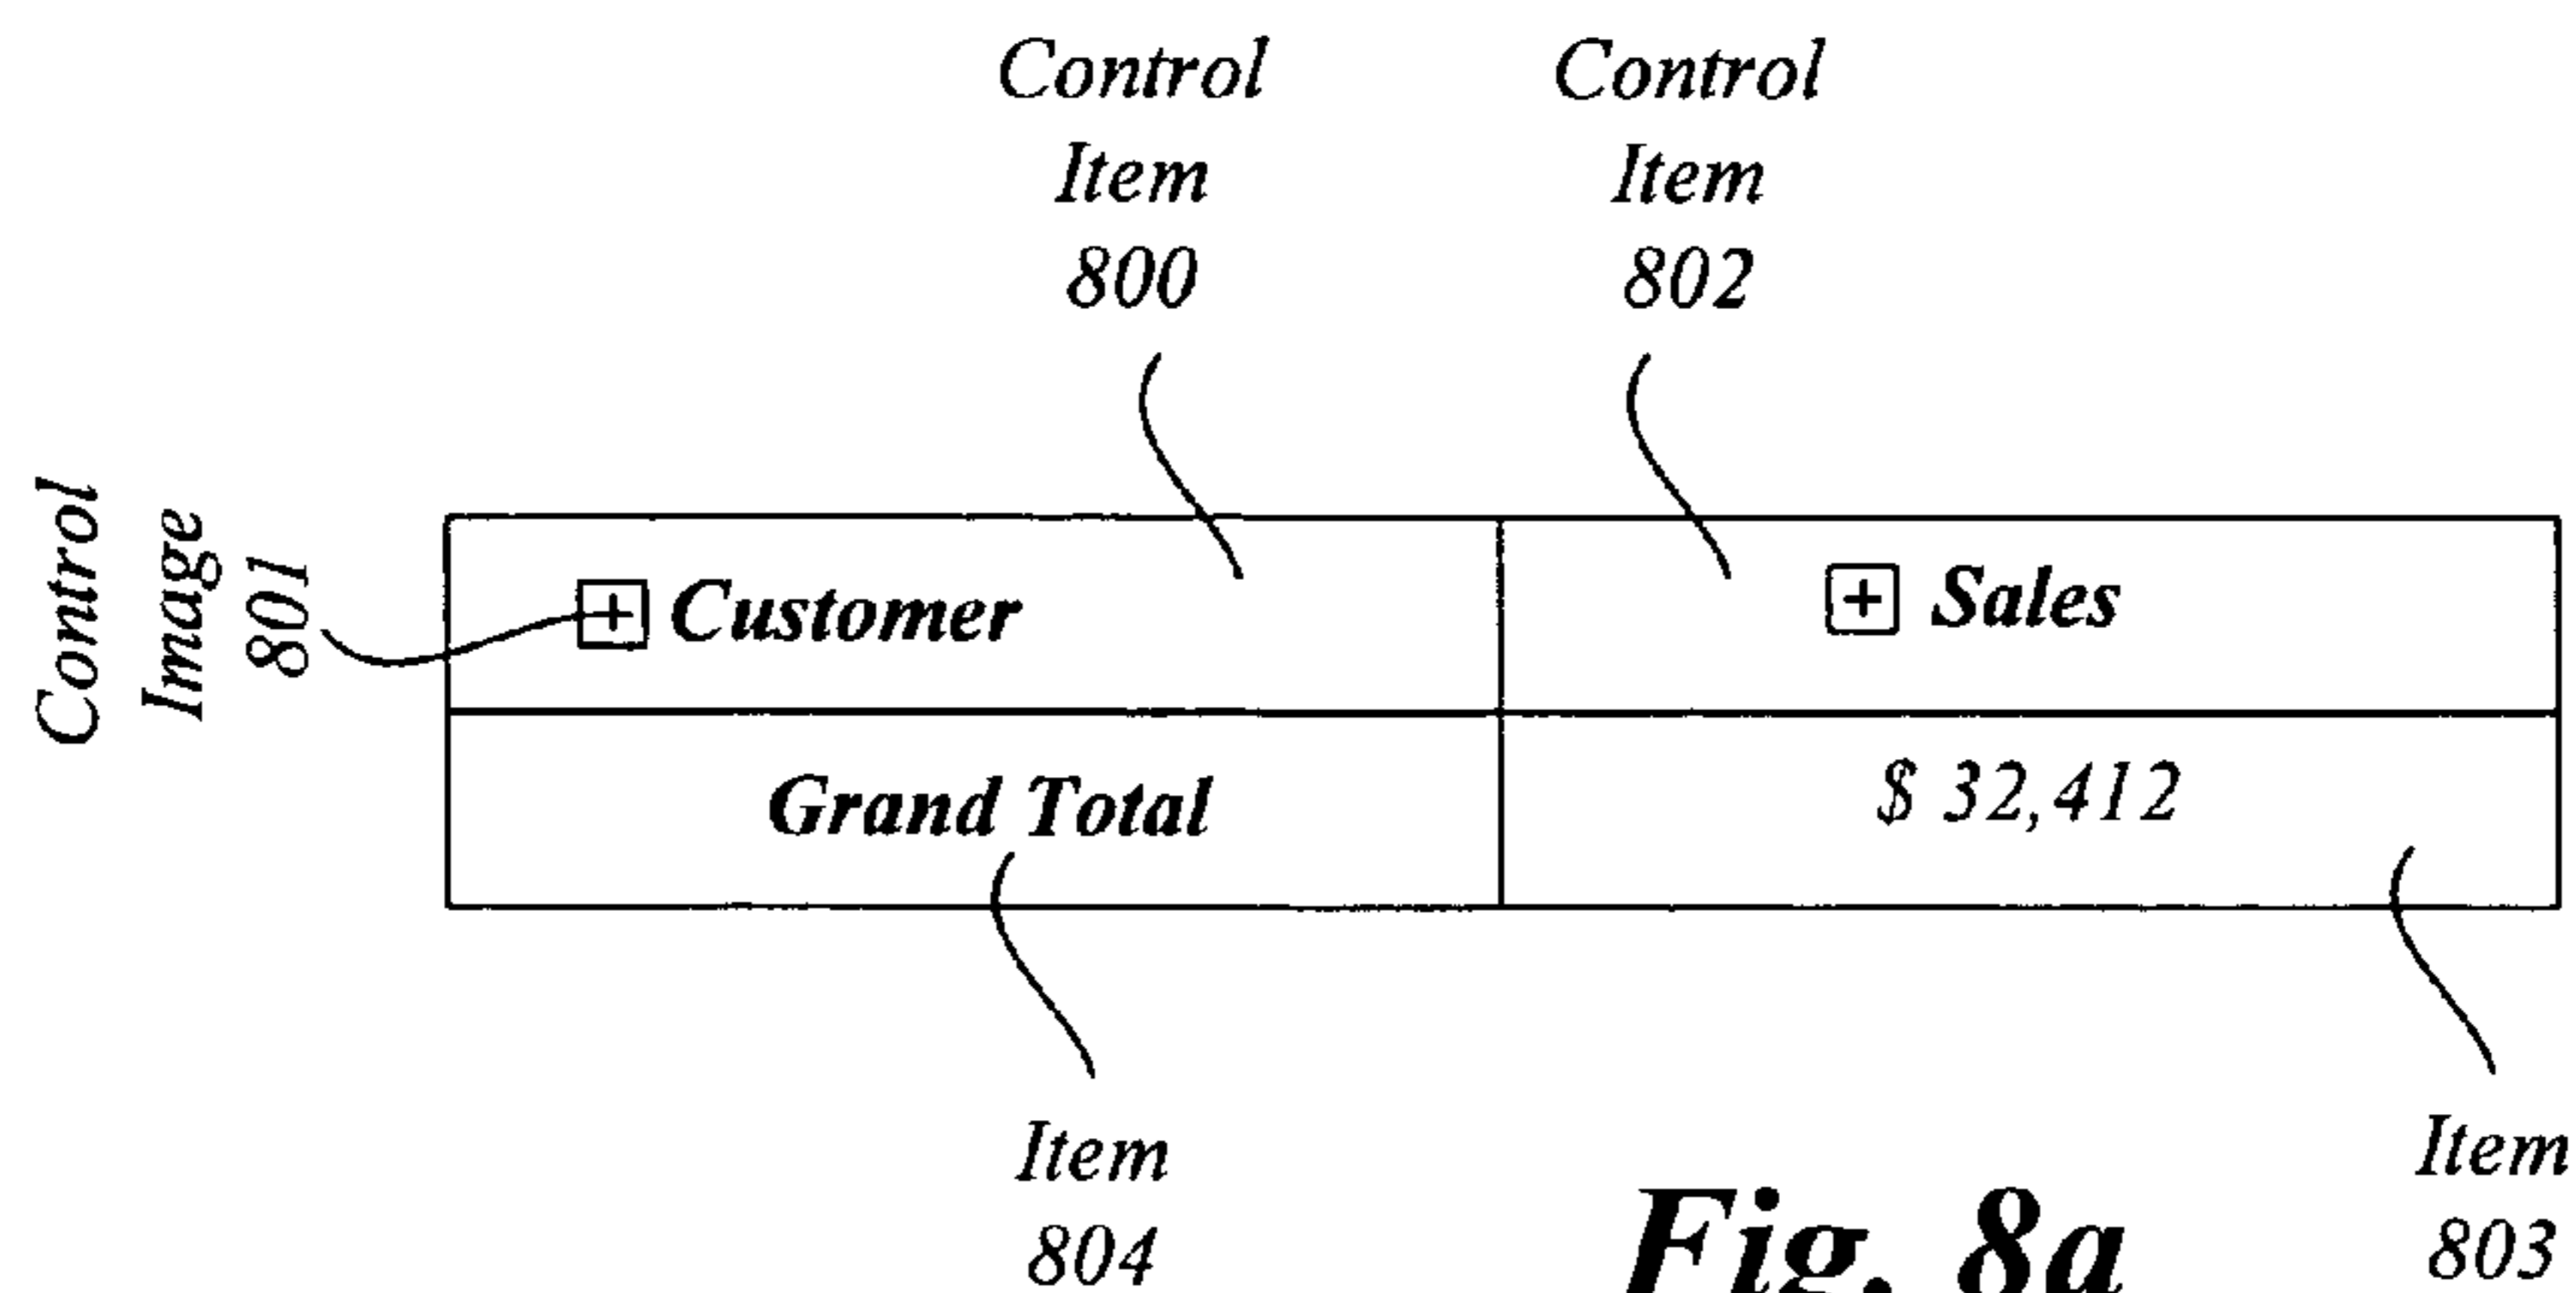 Control
Item
800
Control
Item
802
Control
Image
801
+ Customer
+ Sales
Grand Total
$ 32,412
Item
804
Item
803
Fig. 8a